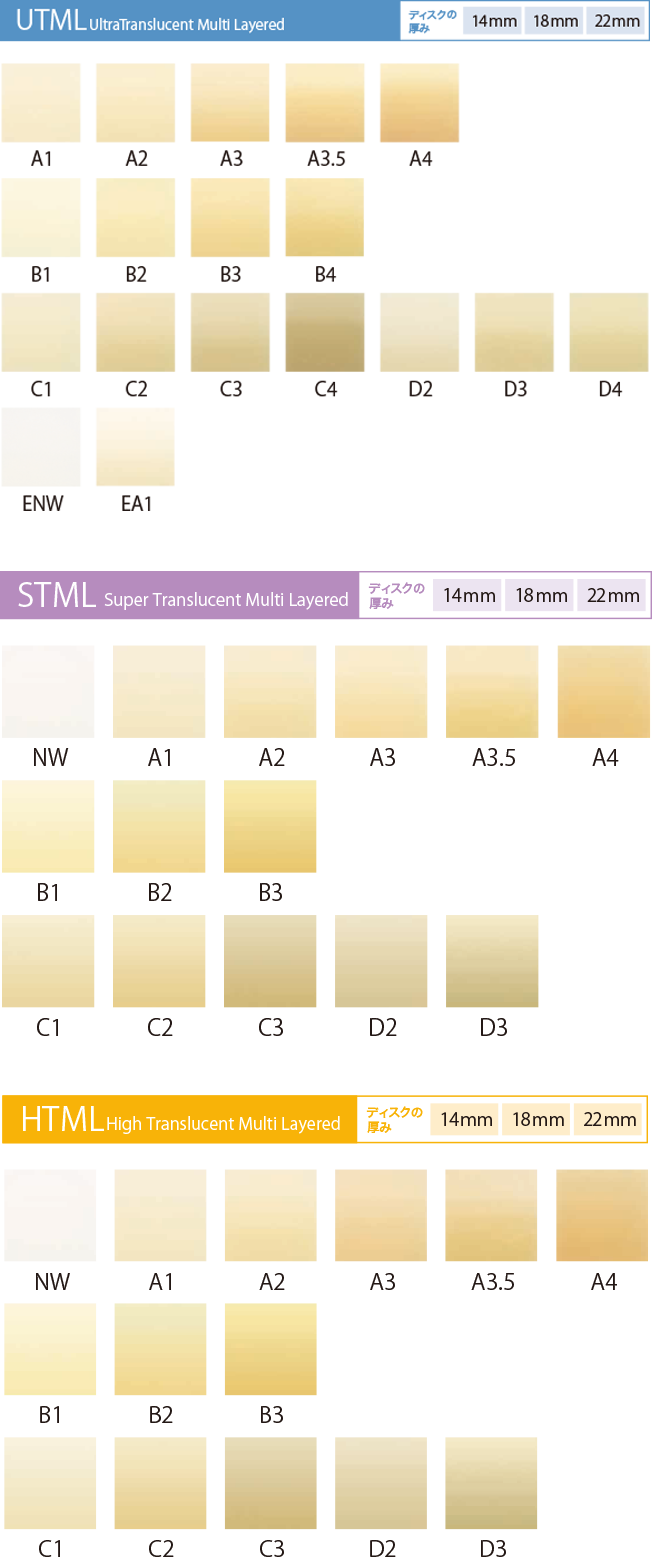 UTML UltraTranslucent Multi Layered ディスクの厚み 14mm 18mm 22mm
A1 A2 A3 A3.5 A4
B1 B2 B3 B4
C1 C2 C3 C4 D2 D3 D4
ENW EA1
STML Super Translucent Multi Layered ディスクの厚み 14mm 18mm 22mm
NW A1 A2 A3 A3.5 A4
B1 B2 B3
C1 C2 C3 D2 D3
HTML High Translucent Multi Layered ディスクの厚み 14mm 18mm 22mm
NW A1 A2 A3 A3.5 A4
B1 B2 B3
C1 C2 C3 D2 D3